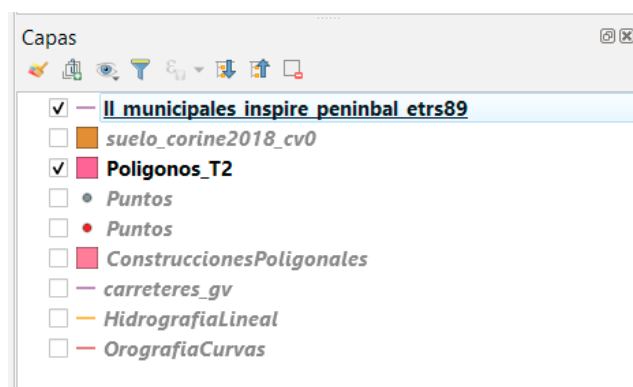 Capas
ll_municipales_inspire_peninbal_etrs89
suelo_corine2018_cv0
Poligonos_T2
Puntos
Puntos
ConstruccionesPoligonales
carreteres_gv
HidrografiaLineal
OrografiaCurvas